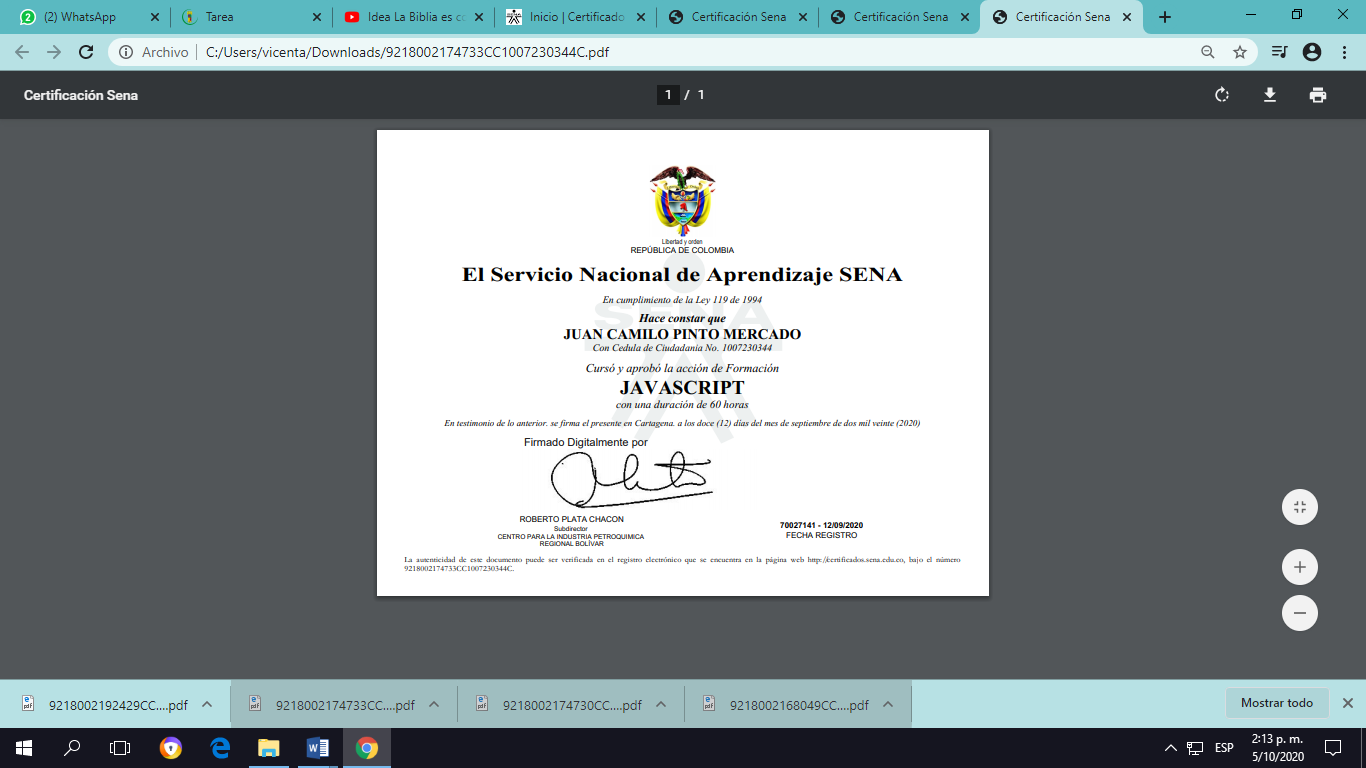 (2) WhatsApp
Tarea
Idea La Biblia es co
Inicio | Certificado
Certificación Sena
Certificación Sena
Certificación Sena
Archivo | C:/Users/vicenta/Downloads/9218002174733CC1007230344C.pdf
Certificación Sena
1 / 1
Libertad y orden
REPÚBLICA DE COLOMBIA
El Servicio Nacional de Aprendizaje SENA
En cumplimiento de la Ley 119 de 1994
SENA
Hace constar que
JUAN CAMILO PINTO MERCADO
Con Cedula de Ciudadania No. 1007230344
Cursó y aprobó la acción de Formación
JAVASCRIPT
con una duración de 60 horas
En testimonio de lo anterior. se firma el presente en Cartagena. a los doce (12) días del mes de septiembre de dos mil veinte (2020)
Firmado Digitalmente por
ROBERTO PLATA CHACON
Subdirector
CENTRO PARA LA INDUSTRIA PETROQUIMICA
REGIONAL BOLÍVAR
70027141 - 12/09/2020
FECHA REGISTRO
La autenticidad de este documento puede ser verificada en el registro electrónico que se encuentra en la página web http://certificados.sena.edu.co, bajo el número
9218002174733CC1007230344C.
9218002192429CC....pdf
9218002174733CC....pdf
9218002174730CC....pdf
9218002168049CC....pdf
Mostrar todo
ESP
2:13 p. m.
5/10/2020